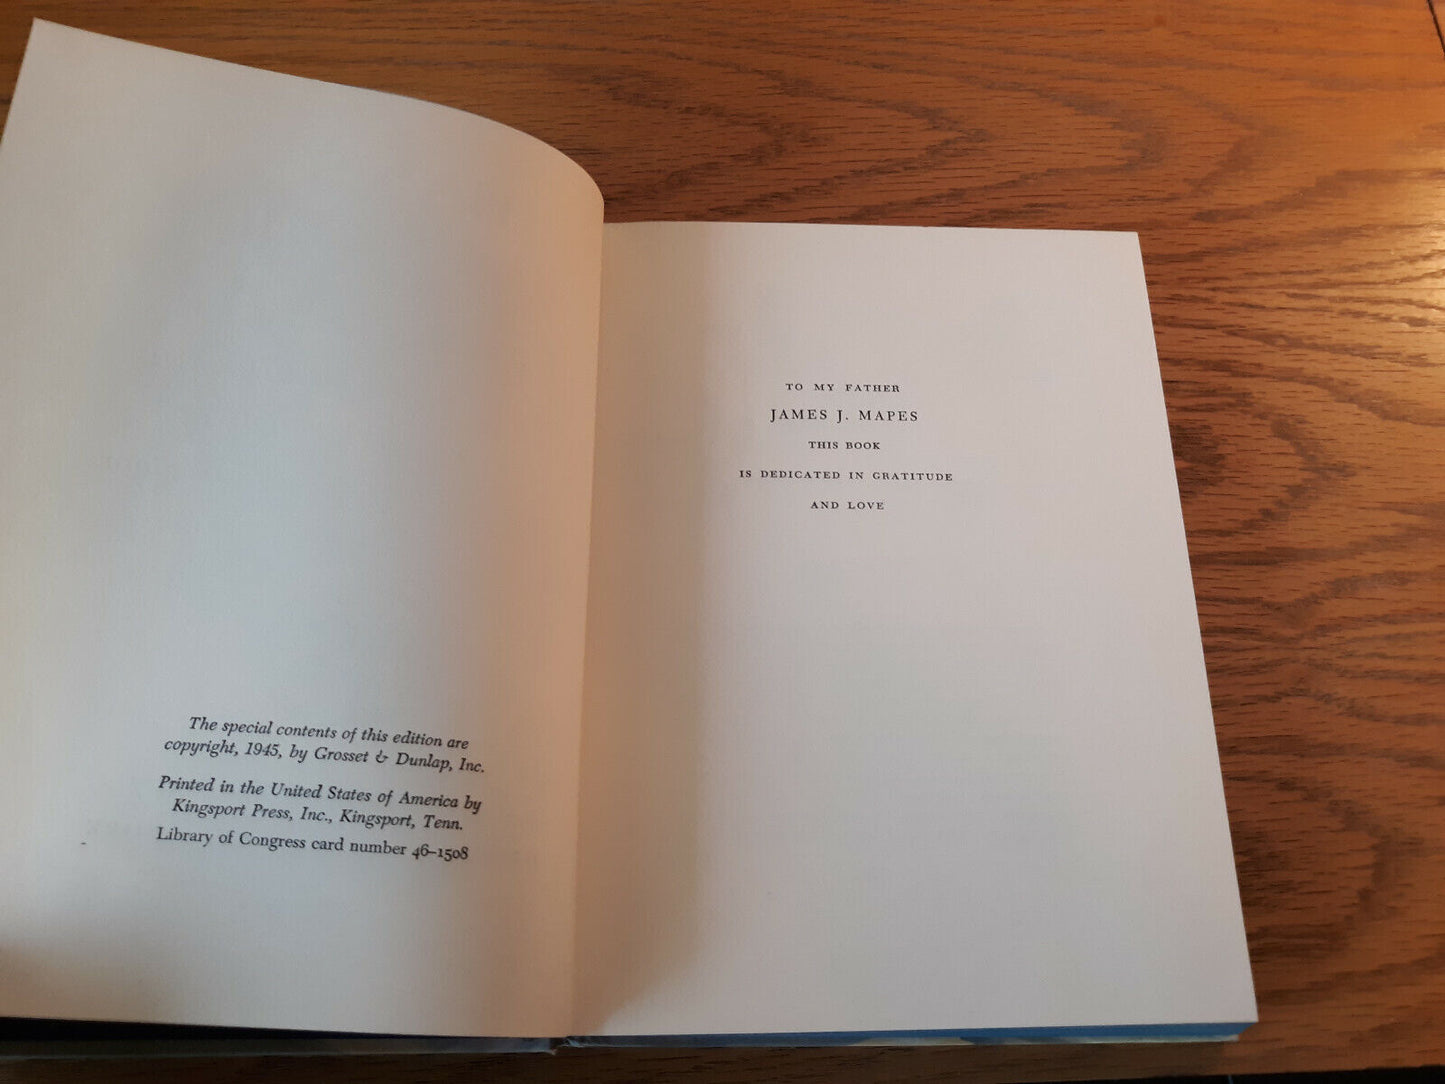 The special contents of this edition are
copyright, 1945, by Grosset & Dunlap, Inc.
Printed in the United States of America by
Kingsport Press, Inc., Kingsport, Tenn.
Library of Congress card number 46–1508
TO MY FATHER
JAMES J. MAPES
THIS BOOK
IS DEDICATED IN GRATITUDE
AND LOVE